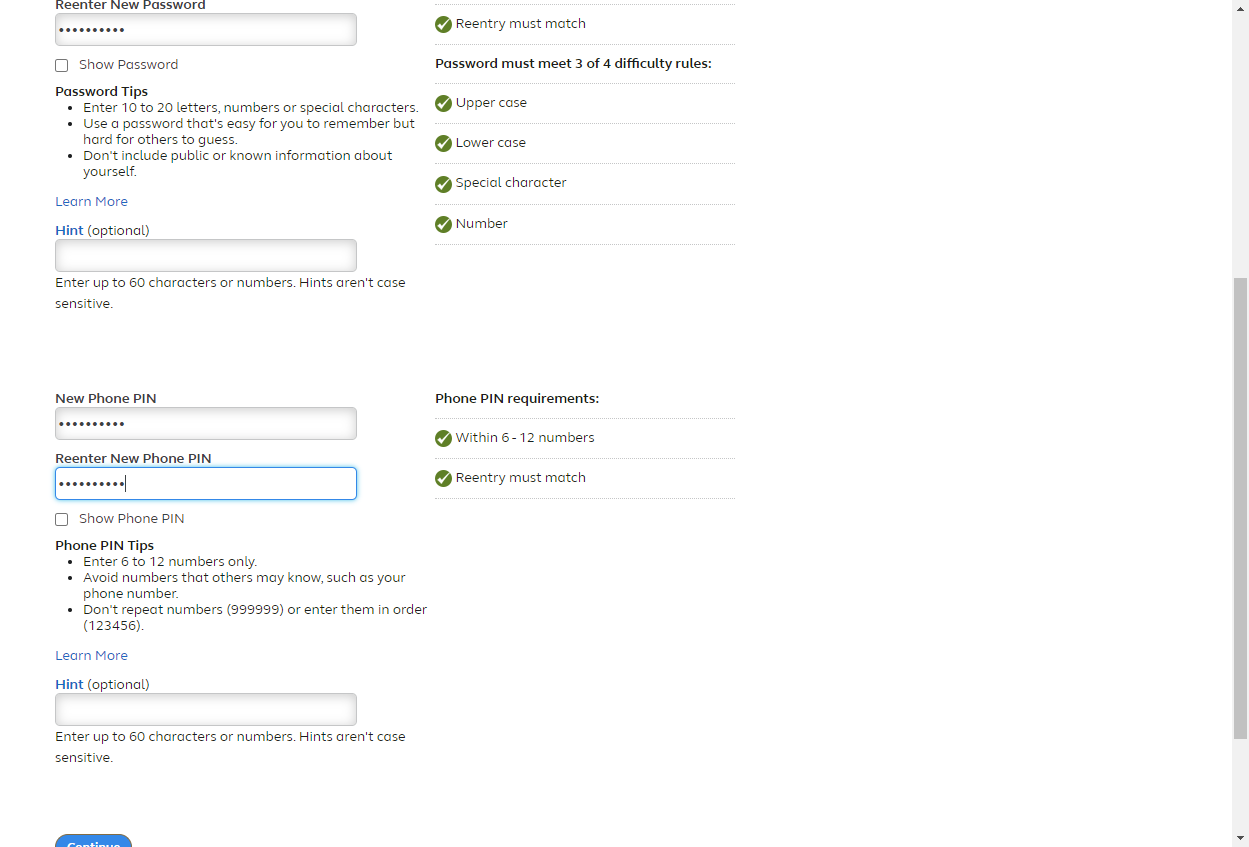 Reenter New Password
••••••••••
Show Password
Password Tips
• Enter 10 to 20 letters, numbers or special characters.
• Use a password that's easy for you to remember but
hard for others to guess.
• Don't include public or known information about
yourself.
Learn More
Hint (optional)
Enter up to 60 characters or numbers. Hints aren't case
sensitive.
Reentry must match
Password must meet 3 of 4 difficulty rules:
Upper case
Lower case
Special character
Number
New Phone PIN
••••••••••
Reenter New Phone PIN
••••••••••
Show Phone PIN
Phone PIN Tips
• Enter 6 to 12 numbers only.
• Avoid numbers that others may know, such as your
phone number.
• Don't repeat numbers (999999) or enter them in order
(123456).
Learn More
Hint (optional)
Enter up to 60 characters or numbers. Hints aren't case
sensitive.
Phone PIN requirements:
Within 6 - 12 numbers
Reentry must match
Continue